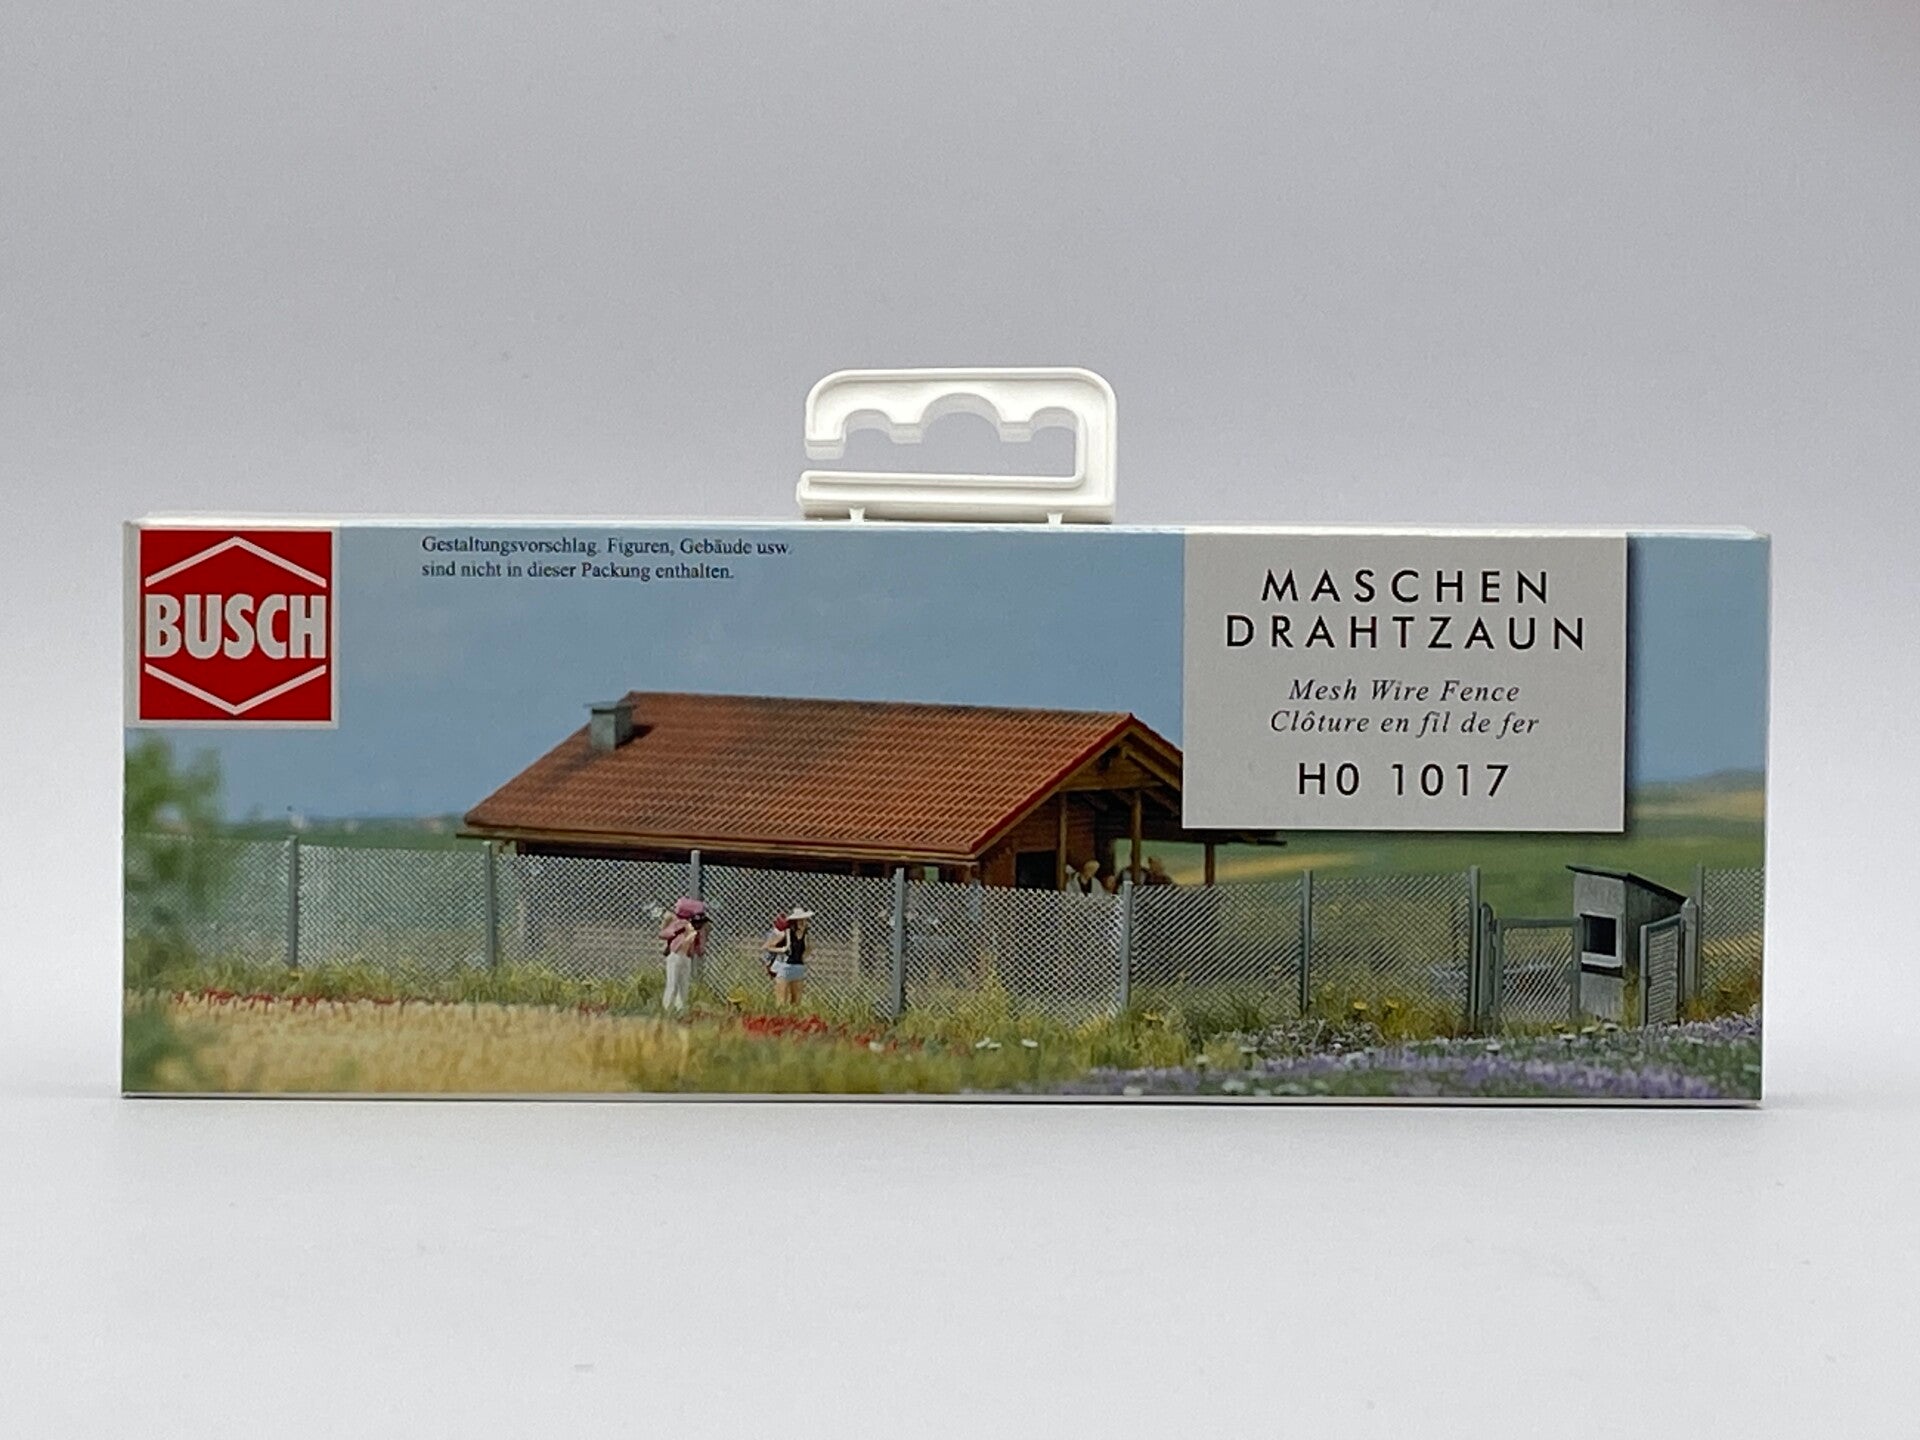 BUSCH
Gestaltungsvorschlag. Figuren, Gebäude usw.
sind nicht in dieser Packung enthalten.
MASCHEN
DRAHTZAUN
Mesh Wire Fence
Clôture en fil de fer
H0 1017